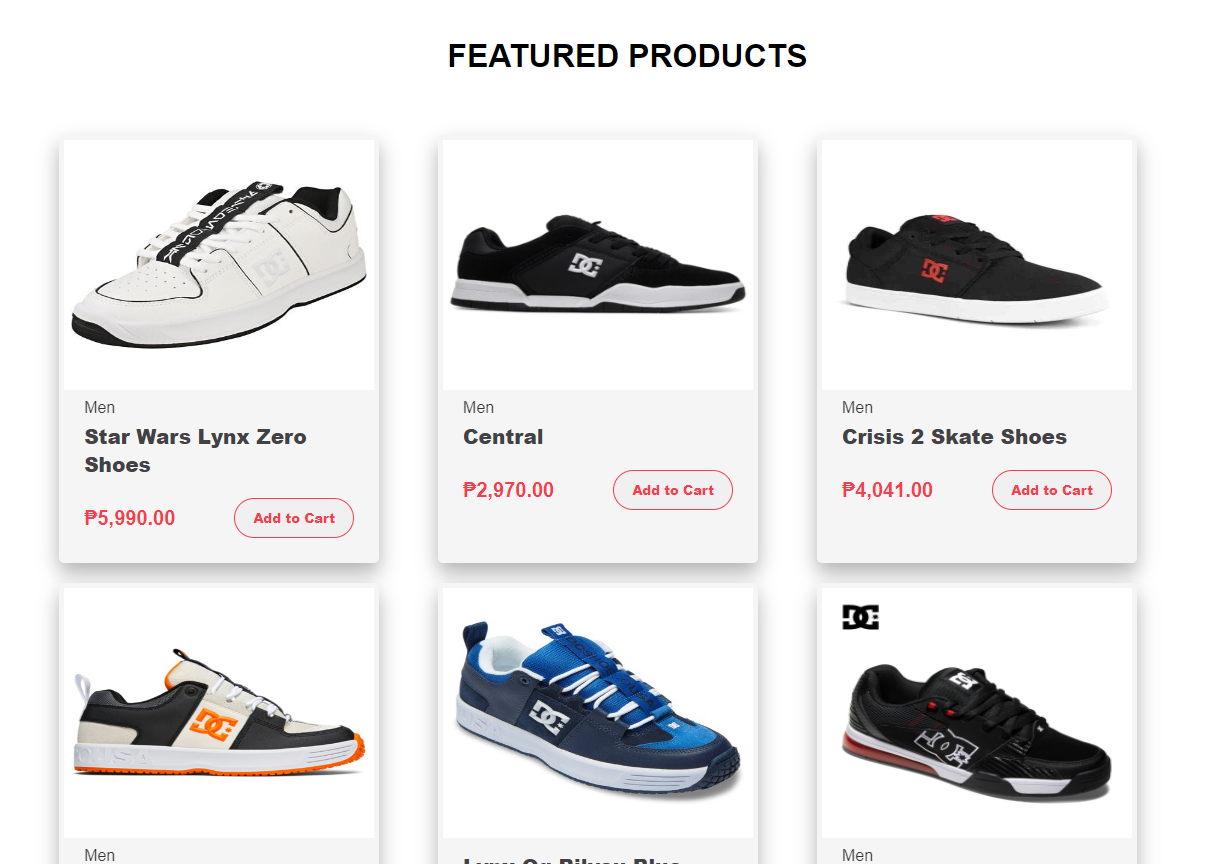 FEATURED PRODUCTS
Men
Star Wars Lynx Zero
Shoes
₱5,990.00
Add to Cart
Men
Central
₱2,970.00
Add to Cart
Men
Crisis 2 Skate Shoes
₱4,041.00
Add to Cart
DC
Men
Men